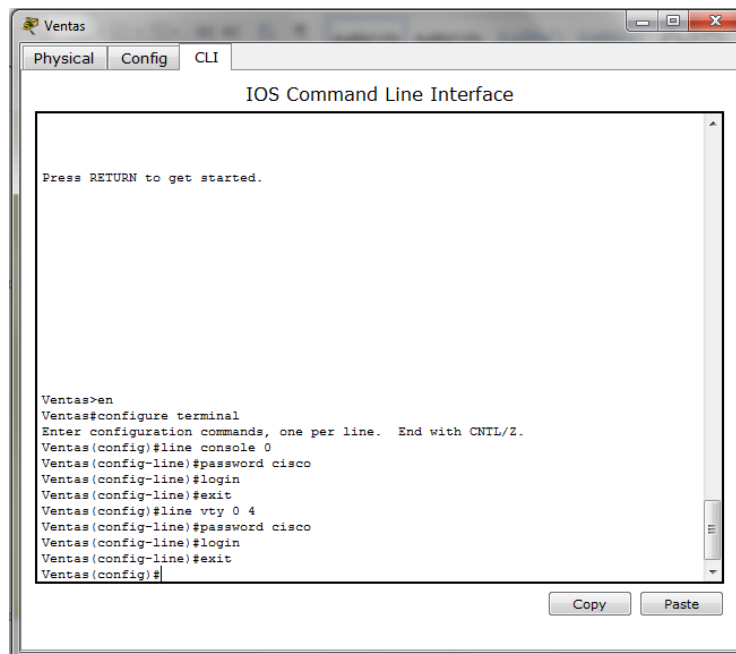 Ventas
Physical Config CLI
IOS Command Line Interface
Press RETURN to get started.
Ventas>en
Ventas#configure terminal
Enter configuration commands, one per line.  End with CNTL/Z.
Ventas(config)#line console 0
Ventas(config-line)#password cisco
Ventas(config-line)#login
Ventas(config-line)#exit
Ventas(config)#line vty 0 4
Ventas(config-line)#password cisco
Ventas(config-line)#login
Ventas(config-line)#exit
Ventas(config)#
Copy Paste